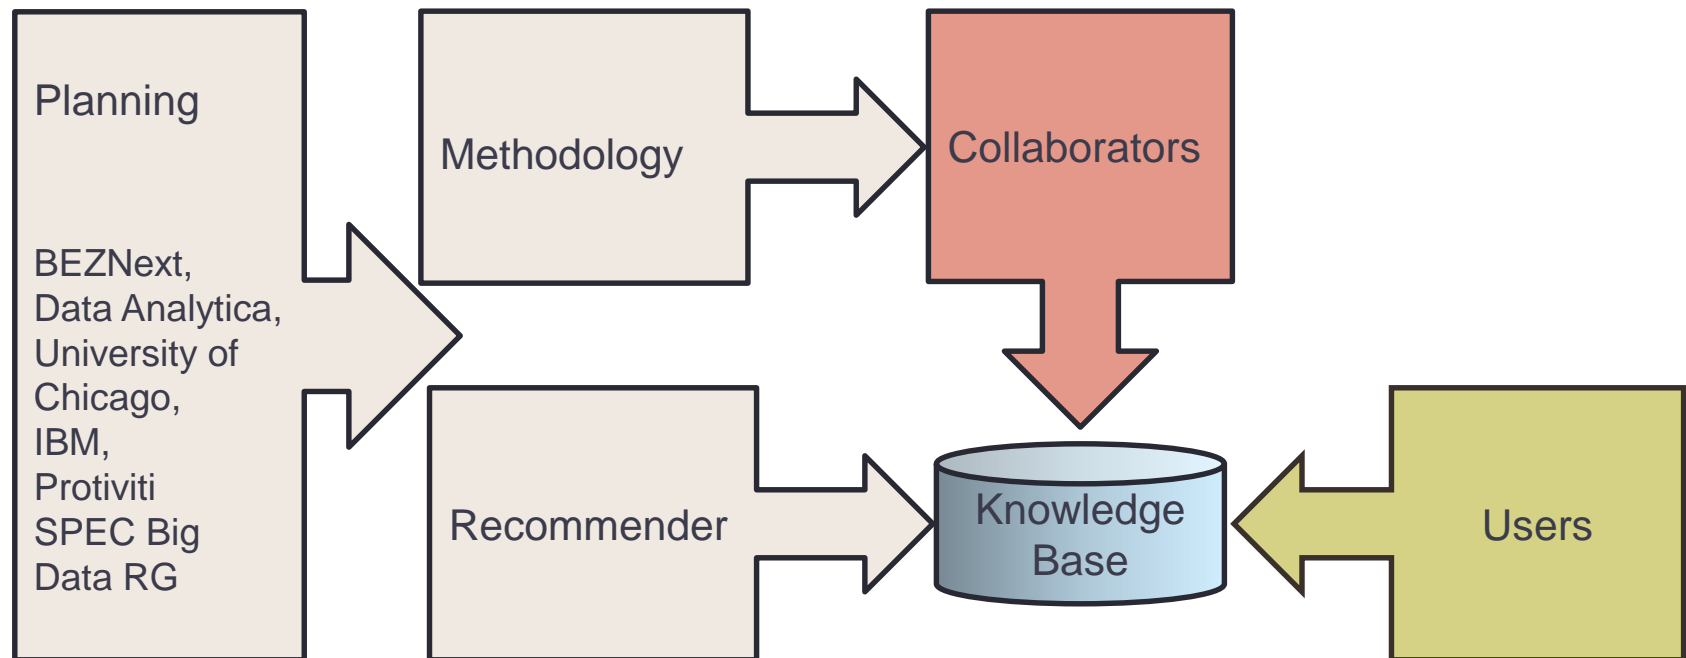 Planning
BEZNext,
Data Analytica,
University of
Chicago,
IBM,
Protiviti
SPEC Big
Data RG
Methodology
Collaborators
Recommender
Knowledge
Base
Users